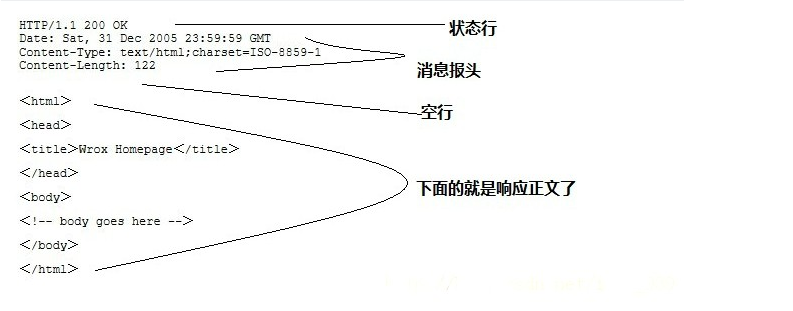 HTTP/1.1 200 OK
状态行
Date: Sat, 31 Dec 2005 23:59:59 GMT
Content-Type: text/html;charset=ISO-8859-1
Content-Length: 122
消息报头
空行
<html>
<head>
<title>Wrox Homepage</title>
</head>
下面的就是响应正文了
<body>
<!-- body goes here -->
</body>
</html>